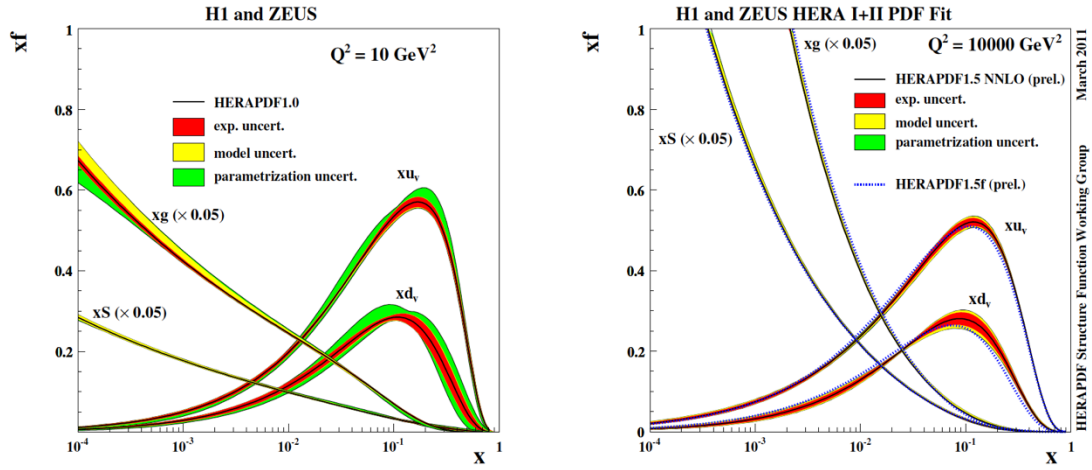 H1 and ZEUS
xf
Q² = 10 GeV²
HERAPDF1.0
exp. uncert.
model uncert.
parametrization uncert.
xu_v
xg (× 0.05)
xd_v
xS (× 0.05)
1
0.8
0.6
0.4
0.2
10⁻⁴
10⁻³
10⁻²
10⁻¹
1
x
H1 and ZEUS HERA I+II PDF Fit
xf
xg (× 0.05)
Q² = 10000 GeV²
HERAPDF1.5 NNLO (prel.)
exp. uncert.
model uncert.
parametrization uncert.
HERAPDF1.5f (prel.)
xS (× 0.05)
xu_v
xd_v
1
0.8
0.6
0.4
0.2
10⁻⁴
10⁻³
10⁻²
10⁻¹
1
x
HERAPDF Structure Function Working Group March 2011